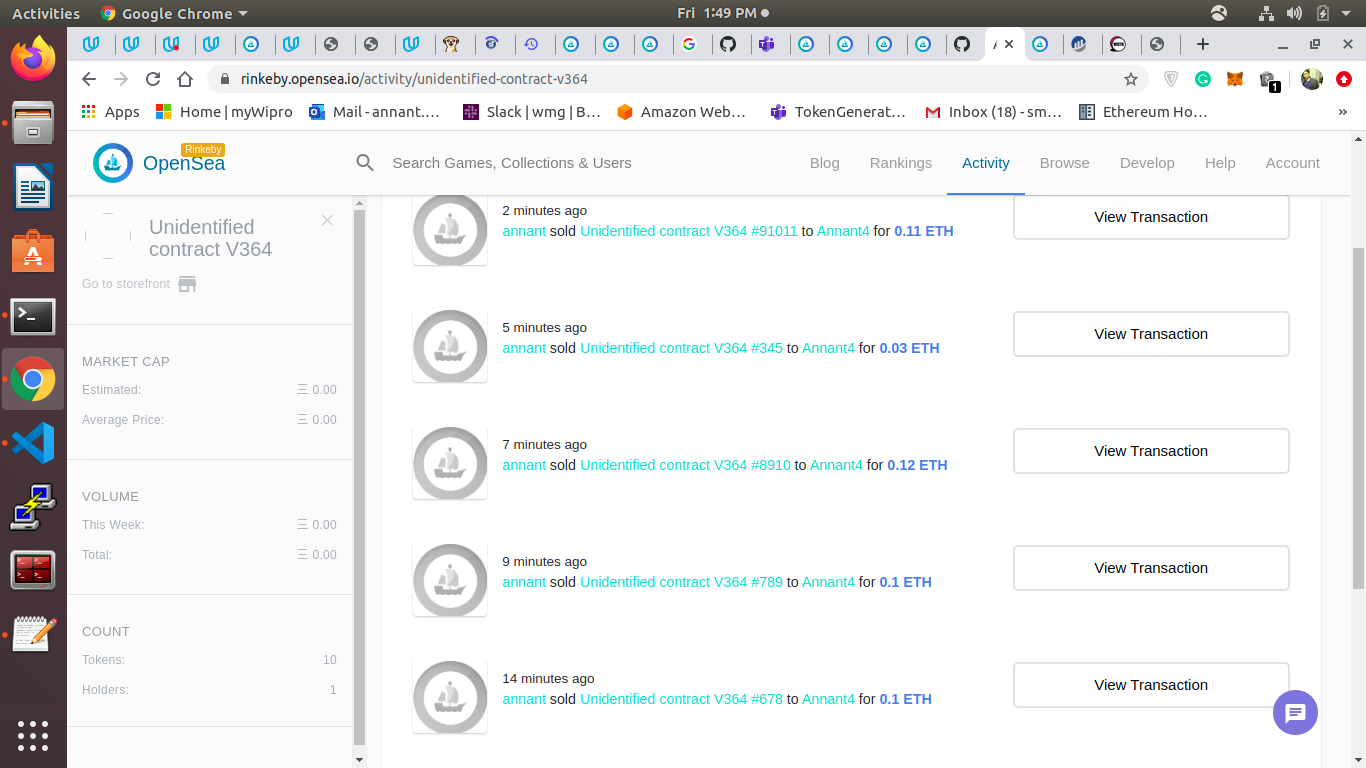 Activities
Google Chrome
Fri 1:49 PM
A
rinkeby.opensea.io/activity/unidentified-contract-v364
1
Apps
Home | myWipro
Mail - annant....
Slack | wmg | B...
Amazon Web...
TokenGenerat...
Inbox (18) - sm...
Ethereum Ho...
»
OpenSea
Rinkeby
Search Games, Collections & Users
Blog
Rankings
Activity
Browse
Develop
Help
Account
Unidentified
contract V364
Go to storefront
MARKET CAP
Estimated: 0.00
Average Price: 0.00
VOLUME
This Week: 0.00
Total: 0.00
COUNT
Tokens: 10
Holders: 1
2 minutes ago
annant sold Unidentified contract V364 #91011 to Annant4 for 0.11 ETH
View Transaction
5 minutes ago
annant sold Unidentified contract V364 #345 to Annant4 for 0.03 ETH
View Transaction
7 minutes ago
annant sold Unidentified contract V364 #8910 to Annant4 for 0.12 ETH
View Transaction
9 minutes ago
annant sold Unidentified contract V364 #789 to Annant4 for 0.1 ETH
View Transaction
14 minutes ago
annant sold Unidentified contract V364 #678 to Annant4 for 0.1 ETH
View Transaction